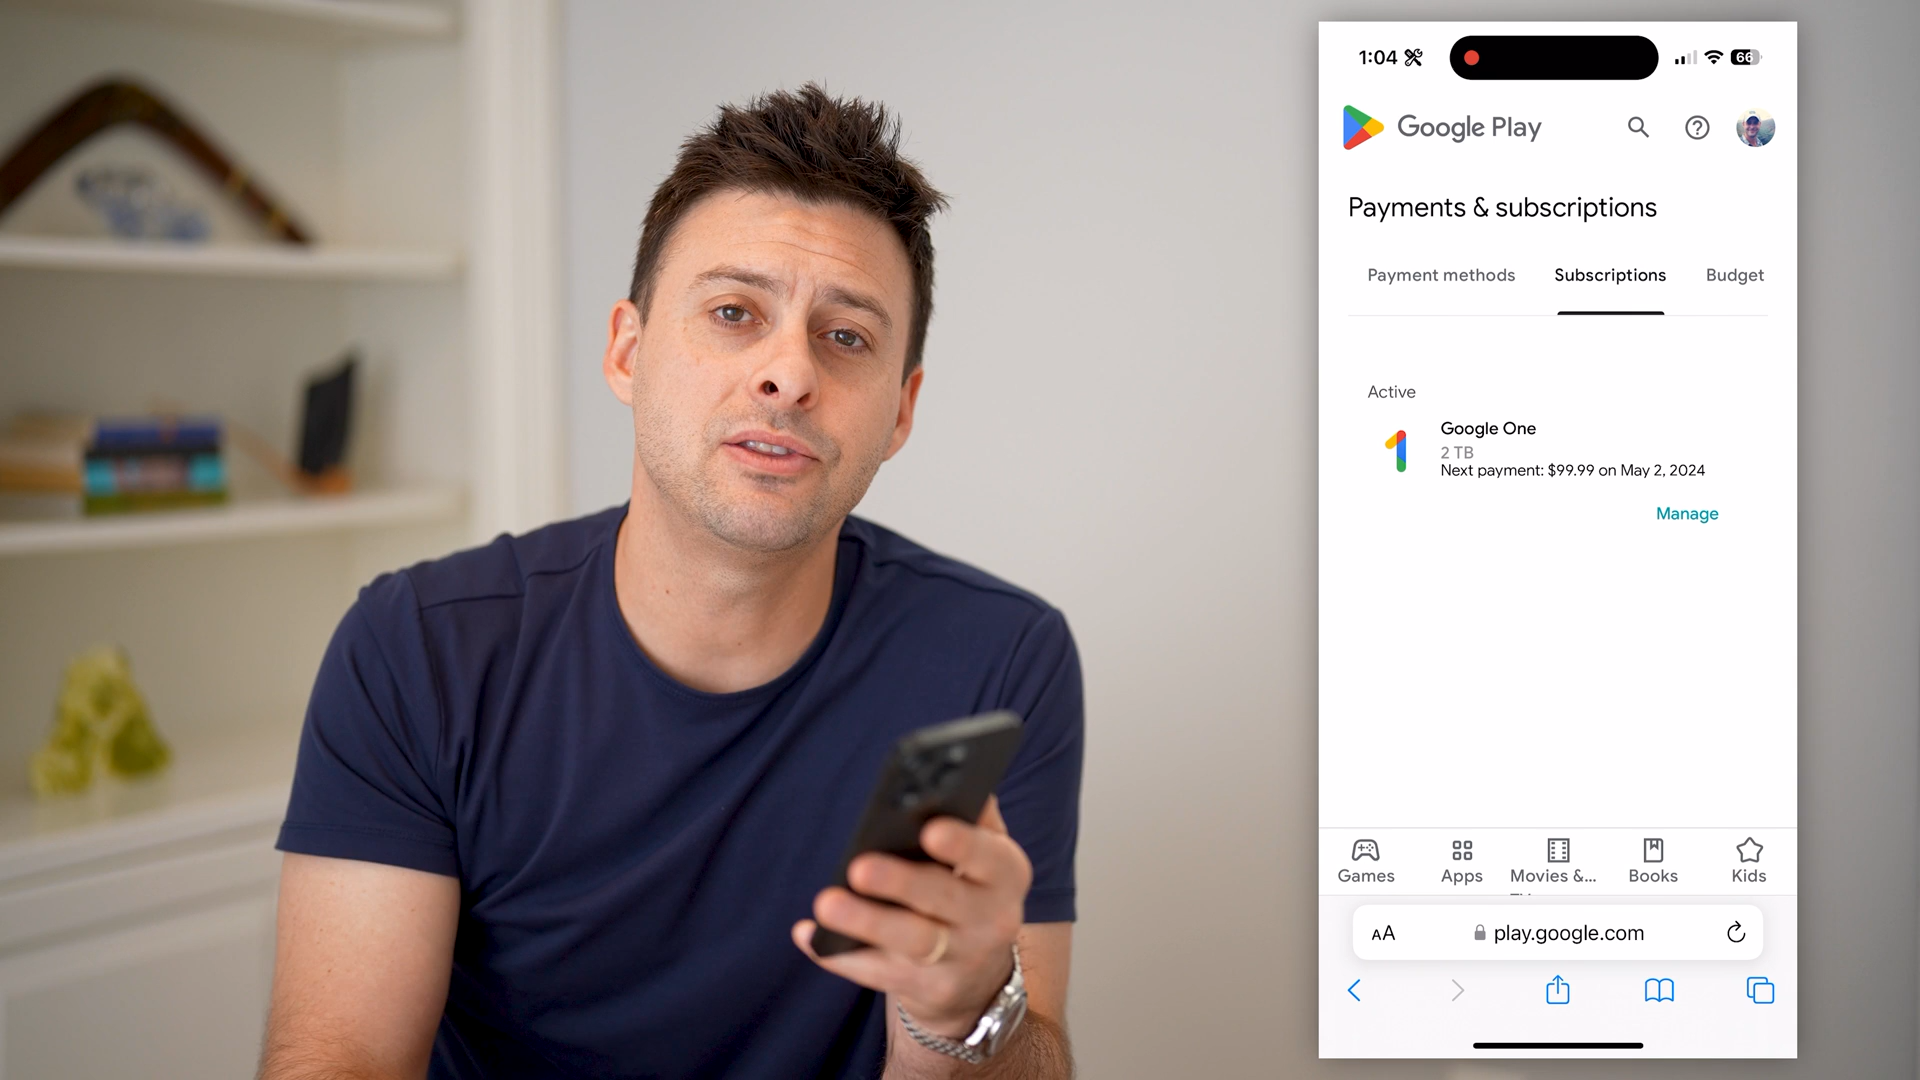 1:04
66
Google Play
Payments & subscriptions
Payment methods Subscriptions Budget
Active
Google One
2 TB
Next payment: $99.99 on May 2, 2024
Manage
Games Apps Movies &... Books Kids
AA play.google.com